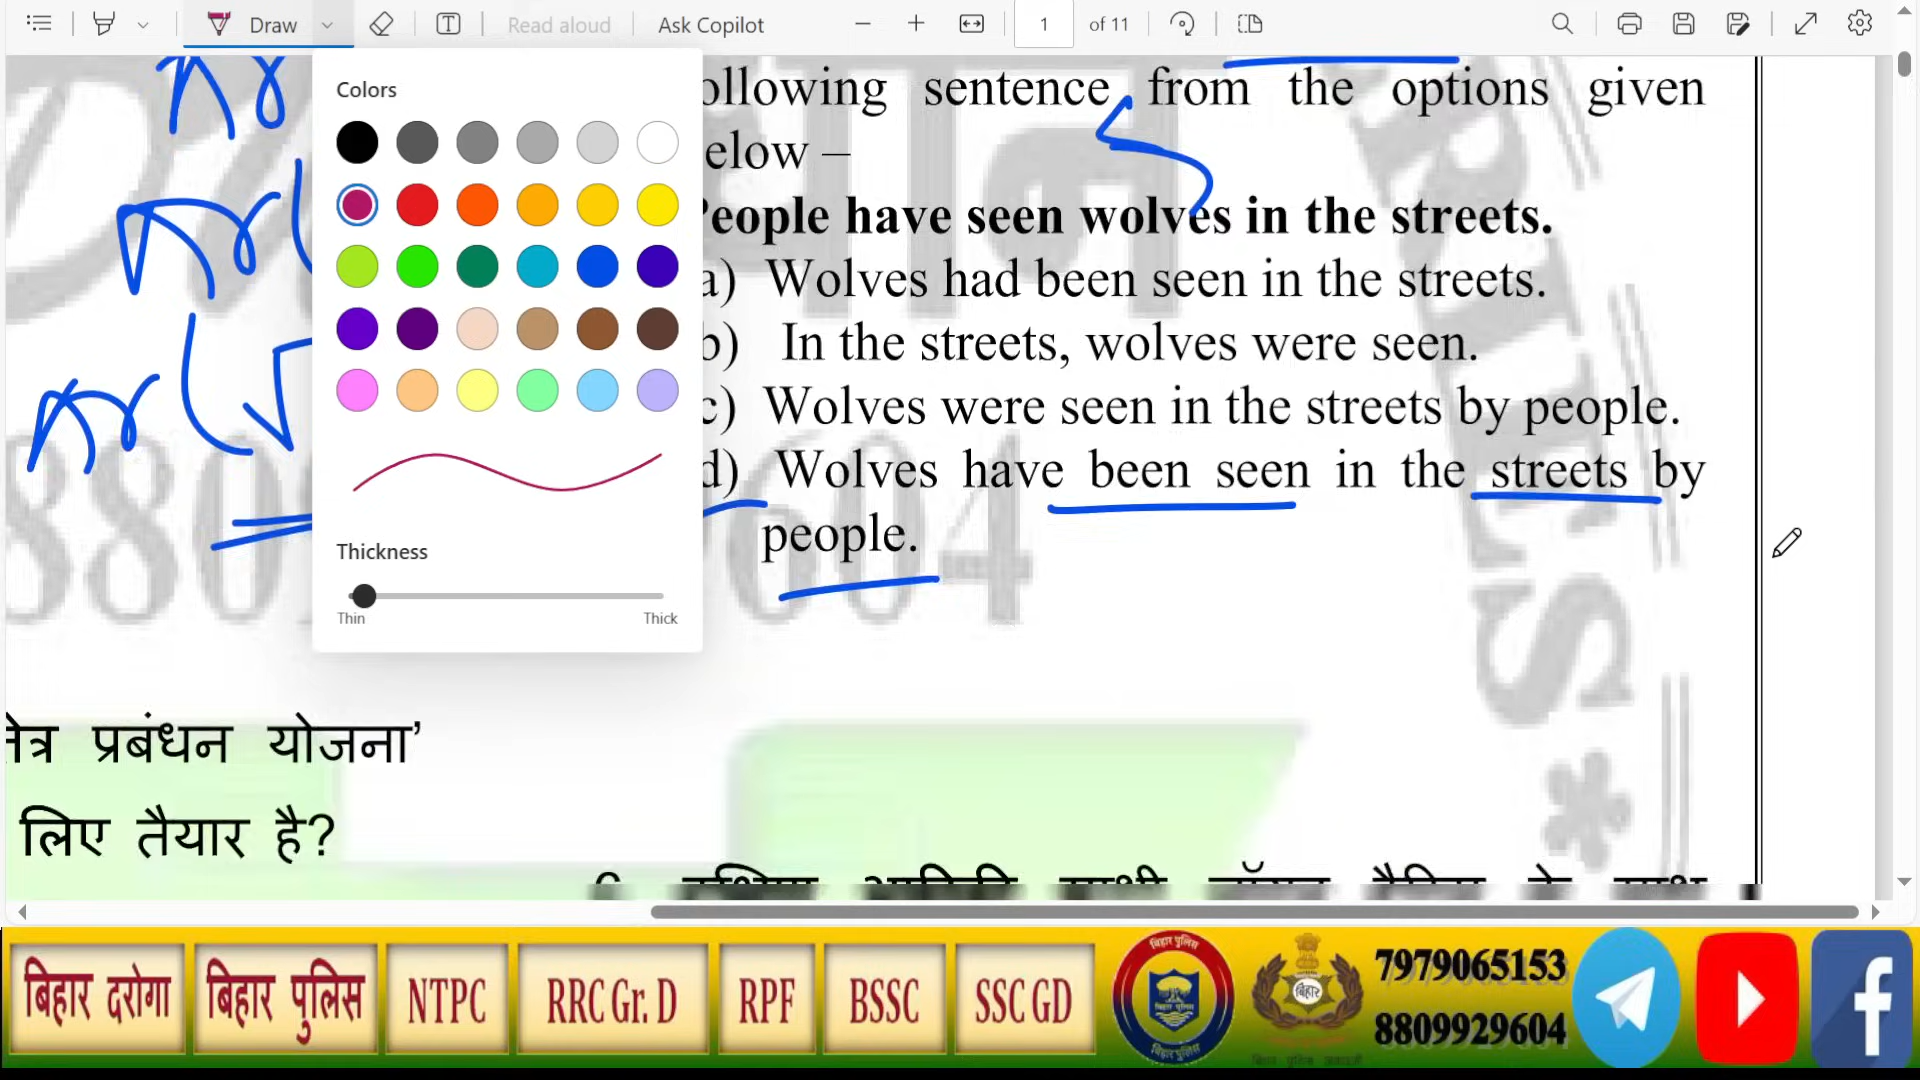 Draw
Read aloud
Ask Copilot
1
of 11
Colors
Thickness
Thin
Thick
ollowing sentence from the options given
elow –
People have seen wolves in the streets.
a) Wolves had been seen in the streets.
b) In the streets, wolves were seen.
c) Wolves were seen in the streets by people.
d) Wolves have been seen in the streets by
people.
प्रबंधन योजना’
लिए तैयार है?
बिहार दरोगा
बिहार पुलिस
NTPC
RRC Gr. D
RPF
BSSC
SSC GD
बिहार पुलिस
बिहार
7979065153
8809929604